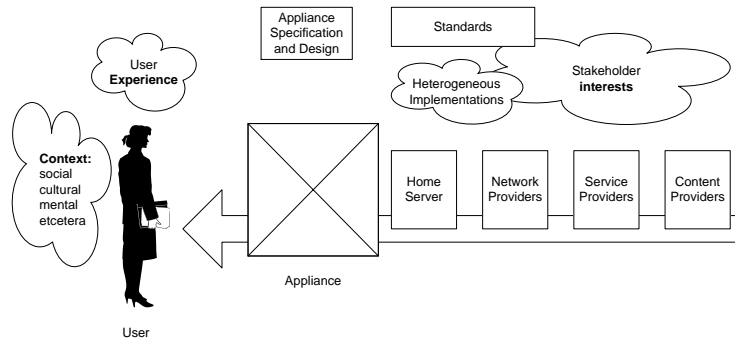 Appliance
Specification
and Design
Standards
User
Experience
Heterogeneous
Implementations
Stakeholder
interests
Context:
social
cultural
mental
etcetera
Home
Server
Network
Providers
Service
Providers
Content
Providers
Appliance
User